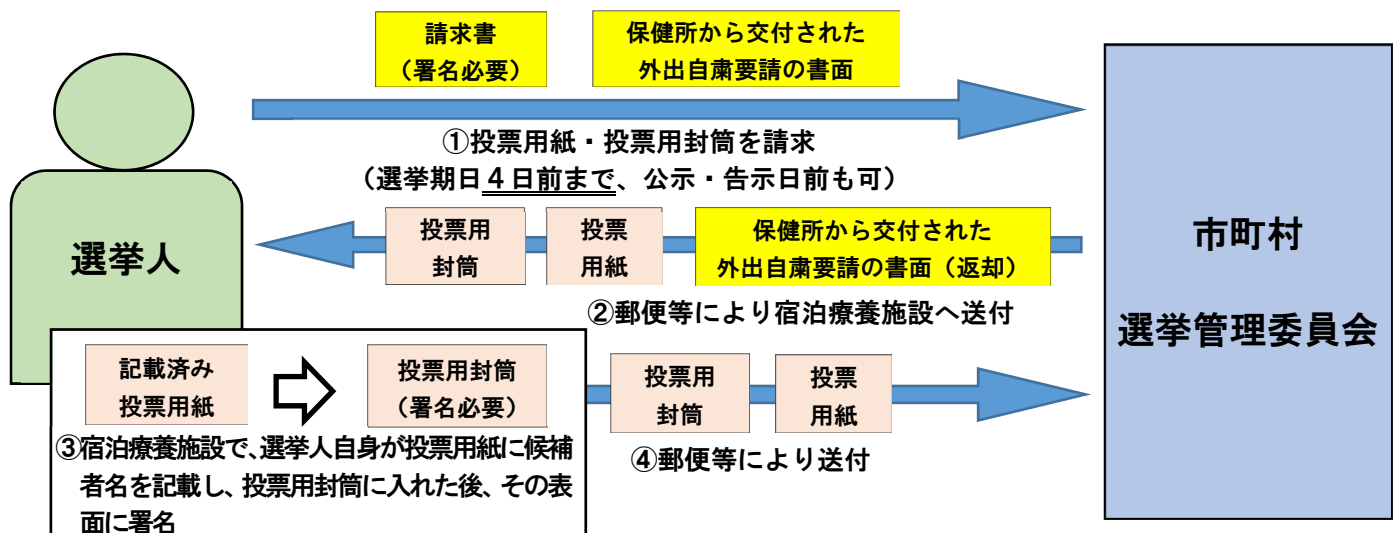 請求書
(署名必要)
保健所から交付された
外出自粛要請の書面
①投票用紙・投票用封筒を請求
(選挙期日4日前まで、公示・告示日前も可)
選挙人
投票用
封筒
投票
用紙
保健所から交付された
外出自粛要請の書面(返却)
②郵便等により宿泊療養施設へ送付
市町村
選挙管理委員会
記載済み
投票用紙
投票用封筒
(署名必要)
③宿泊療養施設で、選挙人自身が投票用紙に候補
者名を記載し、投票用封筒に入れた後、その表
面に署名
投票用
封筒
投票
用紙
④郵便等により送付